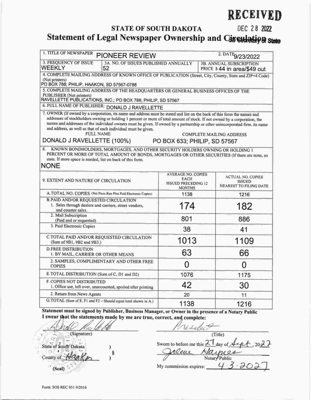 RECEIVED
DEC 28 2022
STATE OF SOUTH DAKOTA
Statement of Legal Newspaper Ownership and Circulation
1. TITLE OF NEWSPAPER PIONEER REVIEW
2. DATE 9/23/2022
3. FREQUENCY OF ISSUE WEEKLY
3A. NO. OF ISSUES PUBLISHED ANNUALLY 52
3B. ANNUAL SUBSCRIPTION PRICE $44 in area/$49 out
4. COMPLETE MAILING ADDRESS OF KNOWN OFFICE OF PUBLICATION (Street, City, County, State and ZIP+4 Code) (Not printers)
PO BOX 788; PHILIP, HAAKON, SD 57567-0788
5. COMPLETE MAILING ADDRESS OF THE HEADQUARTERS OR GENERAL BUSINESS OFFICES OF THE PUBLISHER (Not printer)
RAVELLETTE PUBLICATIONS, INC.; PO BOX 788; PHILIP, SD 57567
6. FULL NAME OF PUBLISHER: DONALD J RAVELLETTE
7. OWNER (If owned by a corporation, its name and address must be stated and list on the back of this form the names and
addresses of stockholders owning or holding 1 percent or more of total amount of stock. If not owned by a corporation, the
names and addresses of the individual owners must be given. If owned by a partnership or other unincorporated firm, its name
and address, as well as that of each individual must be given.
FULL NAME COMPLETE MAILING ADDRESS
DONALD J RAVELLETTE (100%) PO BOX 633; PHILIP, SD 57567
8. KNOWN BONDHOLDERS, MORTGAGEES, AND OTHER SECURITY HOLDERS OWNING OR HOLDING 1
PERCENT OR MORE OF TOTAL AMOUNT OF BONDS, MORTGAGES OR OTHER SECURITIES (If there are none, so
state. If more space is needed, list on back of this form.
NONE
9. EXTENT AND NATURE OF CIRCULATION
AVERAGE NO. COPIES EACH ISSUED PRECEDING 12 MONTHS
ACTUAL NO. COPIES ISSUED NEAREST TO FILING DATE
A. TOTAL NO. COPIES (Net Press Run Plus Paid Electronic Copies) 1138 1216
B. PAID AND/OR REQUESTED CIRCULATION
1. Sales through dealers and carriers, street vendors, and counter sales. 174 182
2. Mail Subscription (Paid and or requested) 801 886
3. Paid Electronic Copies 38 41
C. TOTAL PAID AND/OR REQUESTED CIRCULATION (Sum of 9B1, 9B2 and 9B3.) 1013 1109
D. FREE DISTRIBUTION
1. BY MAIL, CARRIER OR OTHER MEANS 63 66
2. SAMPLES, COMPLIMENTARY AND OTHER FREE COPIES 0 0
E. TOTAL DISTRIBUTION (Sum of C, D1 and D2) 1076 1175
F. COPIES NOT DISTRIBUTED
1. Office use, left over, unaccounted, spoiled after printing 42 30
2. Return from News Agents 20 11
G. TOTAL (Sum of E, F1 and F2 - Should equal total shown in A.) 1138 1216
Statement must be signed by Publisher, Business Manager, or Owner in the presence of a Notary Public
I swear that the statements made by me are true, correct, and complete:
President
(Signature) (Title)
State of South Dakota )
County of Haakon )
(Seal)
Sworn to before me this 27 day of Sept, 2022
Notary Public
My commission expires: 4 3 2027